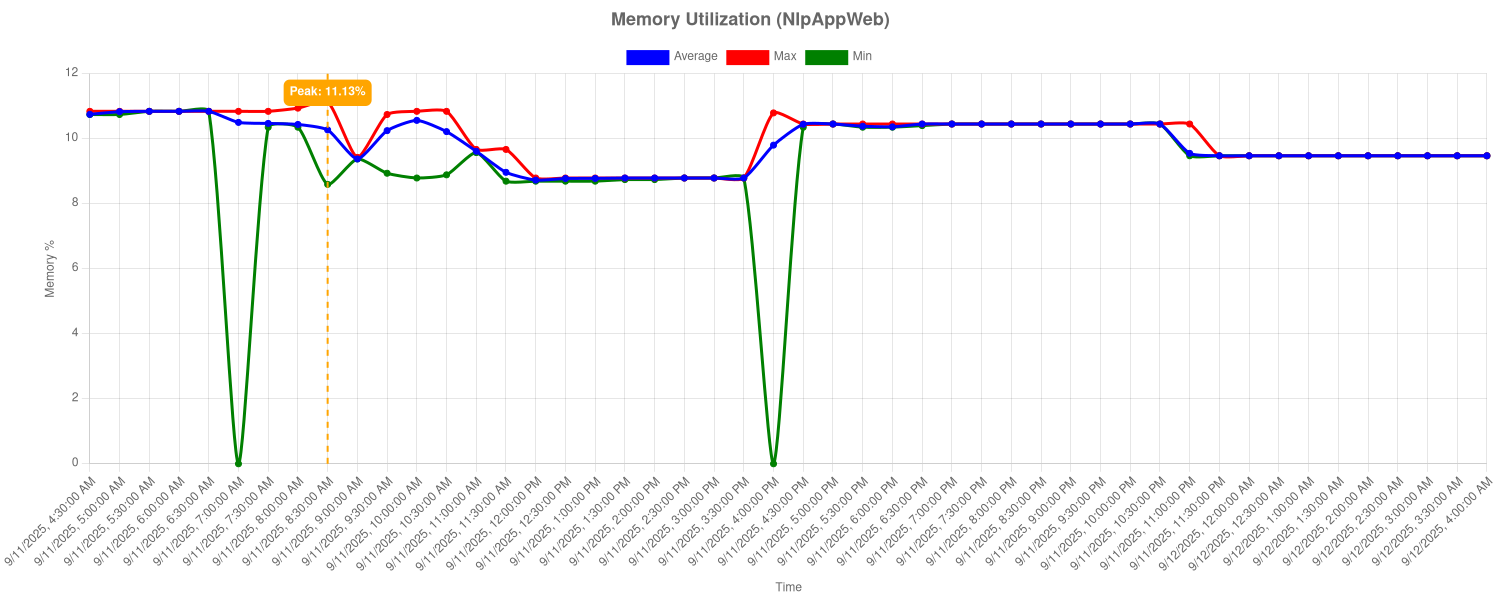 Memory Utilization (NlpAppWeb)
Average Max Min
Peak: 11.13%
12
10
8
6
4
2
0
Memory %
9/11/2025, 4:30:00 AM
9/11/2025, 5:00:00 AM
9/11/2025, 5:30:00 AM
9/11/2025, 6:00:00 AM
9/11/2025, 6:30:00 AM
9/11/2025, 7:00:00 AM
9/11/2025, 7:30:00 AM
9/11/2025, 8:00:00 AM
9/11/2025, 8:30:00 AM
9/11/2025, 9:00:00 AM
9/11/2025, 9:30:00 AM
9/11/2025, 10:00:00 AM
9/11/2025, 10:30:00 AM
9/11/2025, 11:00:00 AM
9/11/2025, 11:30:00 AM
9/11/2025, 12:00:00 PM
9/11/2025, 12:30:00 PM
9/11/2025, 1:00:00 PM
9/11/2025, 1:30:00 PM
9/11/2025, 2:00:00 PM
9/11/2025, 2:30:00 PM
9/11/2025, 3:00:00 PM
9/11/2025, 3:30:00 PM
9/11/2025, 4:00:00 PM
9/11/2025, 4:30:00 PM
9/11/2025, 5:00:00 PM
9/11/2025, 5:30:00 PM
9/11/2025, 6:00:00 PM
9/11/2025, 6:30:00 PM
9/11/2025, 7:00:00 PM
9/11/2025, 7:30:00 PM
9/11/2025, 8:00:00 PM
9/11/2025, 8:30:00 PM
9/11/2025, 9:00:00 PM
9/11/2025, 9:30:00 PM
9/11/2025, 10:00:00 PM
9/11/2025, 10:30:00 PM
9/11/2025, 11:00:00 PM
9/11/2025, 11:30:00 PM
9/12/2025, 12:00:00 AM
9/12/2025, 12:30:00 AM
9/12/2025, 1:00:00 AM
9/12/2025, 1:30:00 AM
9/12/2025, 2:00:00 AM
9/12/2025, 2:30:00 AM
9/12/2025, 3:00:00 AM
9/12/2025, 3:30:00 AM
9/12/2025, 4:00:00 AM
Time